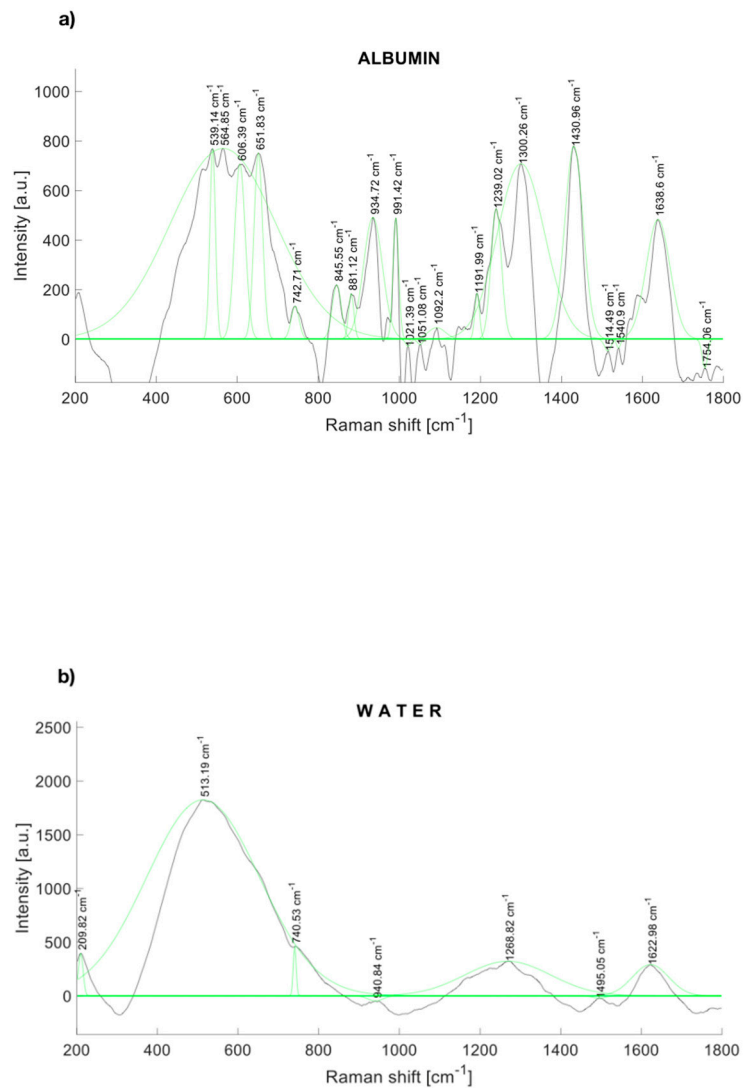 a)
ALBUMIN
539.14 cm⁻¹
564.85 cm⁻¹
606.39 cm⁻¹
651.83 cm⁻¹
742.71 cm⁻¹
845.55 cm⁻¹
881.12 cm⁻¹
934.72 cm⁻¹
991.42 cm⁻¹
1021.39 cm⁻¹
1051.08 cm⁻¹
1092.2 cm⁻¹
1191.99 cm⁻¹
1239.02 cm⁻¹
1300.26 cm⁻¹
1430.96 cm⁻¹
1514.49 cm⁻¹
1540.9 cm⁻¹
1638.6 cm⁻¹
1754.06 cm⁻¹
1000
800
600
400
200
0
Intensity [a.u.]
200 400 600 800 1000 1200 1400 1600 1800
Raman shift [cm⁻¹]
b)
W A T E R
209.82 cm⁻¹
513.19 cm⁻¹
740.53 cm⁻¹
940.84 cm⁻¹
1268.82 cm⁻¹
1495.05 cm⁻¹
1622.98 cm⁻¹
2500
2000
1500
1000
500
0
Intensity [a.u.]
200 400 600 800 1000 1200 1400 1600 1800
Raman shift [cm⁻¹]